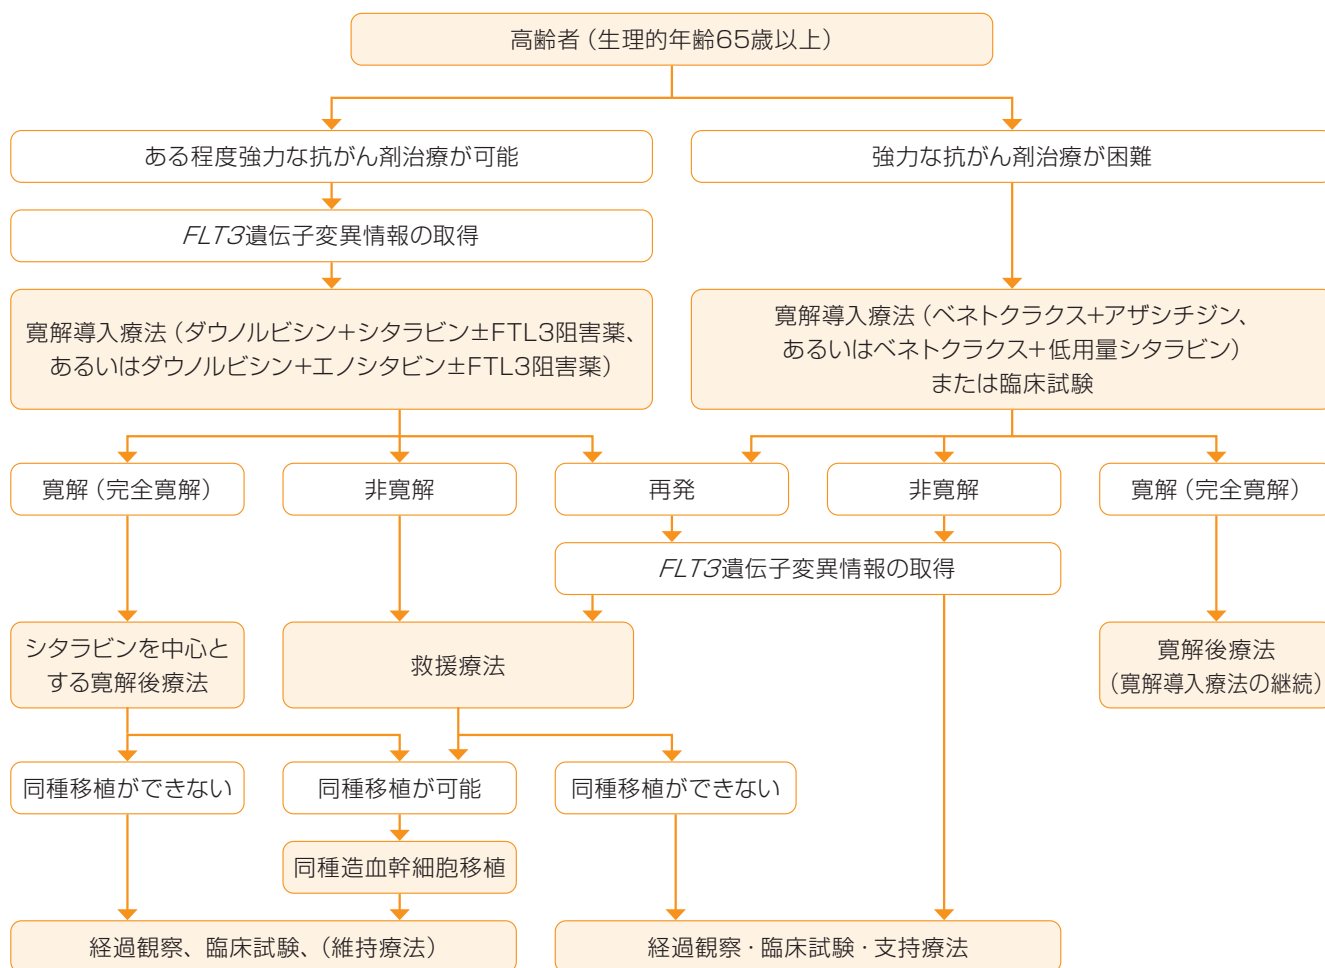 高齢者（生理的年齢65歳以上）
ある程度強力な抗がん剤治療が可能
強力な抗がん剤治療が困難
FLT3遺伝子変異情報の取得
寛解導入療法（ダウノルビシン+シタラビン±FTL3阻害薬、
あるいはダウノルビシン+エノシタビン±FTL3阻害薬）
寛解導入療法（ベネトクラクス+アザシチジン、
あるいはベネトクラクス+低用量シタラビン）
または臨床試験
寛解（完全寛解）
非寛解
再発
非寛解
寛解（完全寛解）
FLT3遺伝子変異情報の取得
シタラビンを中心と
する寛解後療法
救援療法
寛解後療法
（寛解導入療法の継続）
同種移植ができない
同種移植が可能
同種移植ができない
同種造血幹細胞移植
経過観察、臨床試験、（維持療法）
経過観察・臨床試験・支持療法